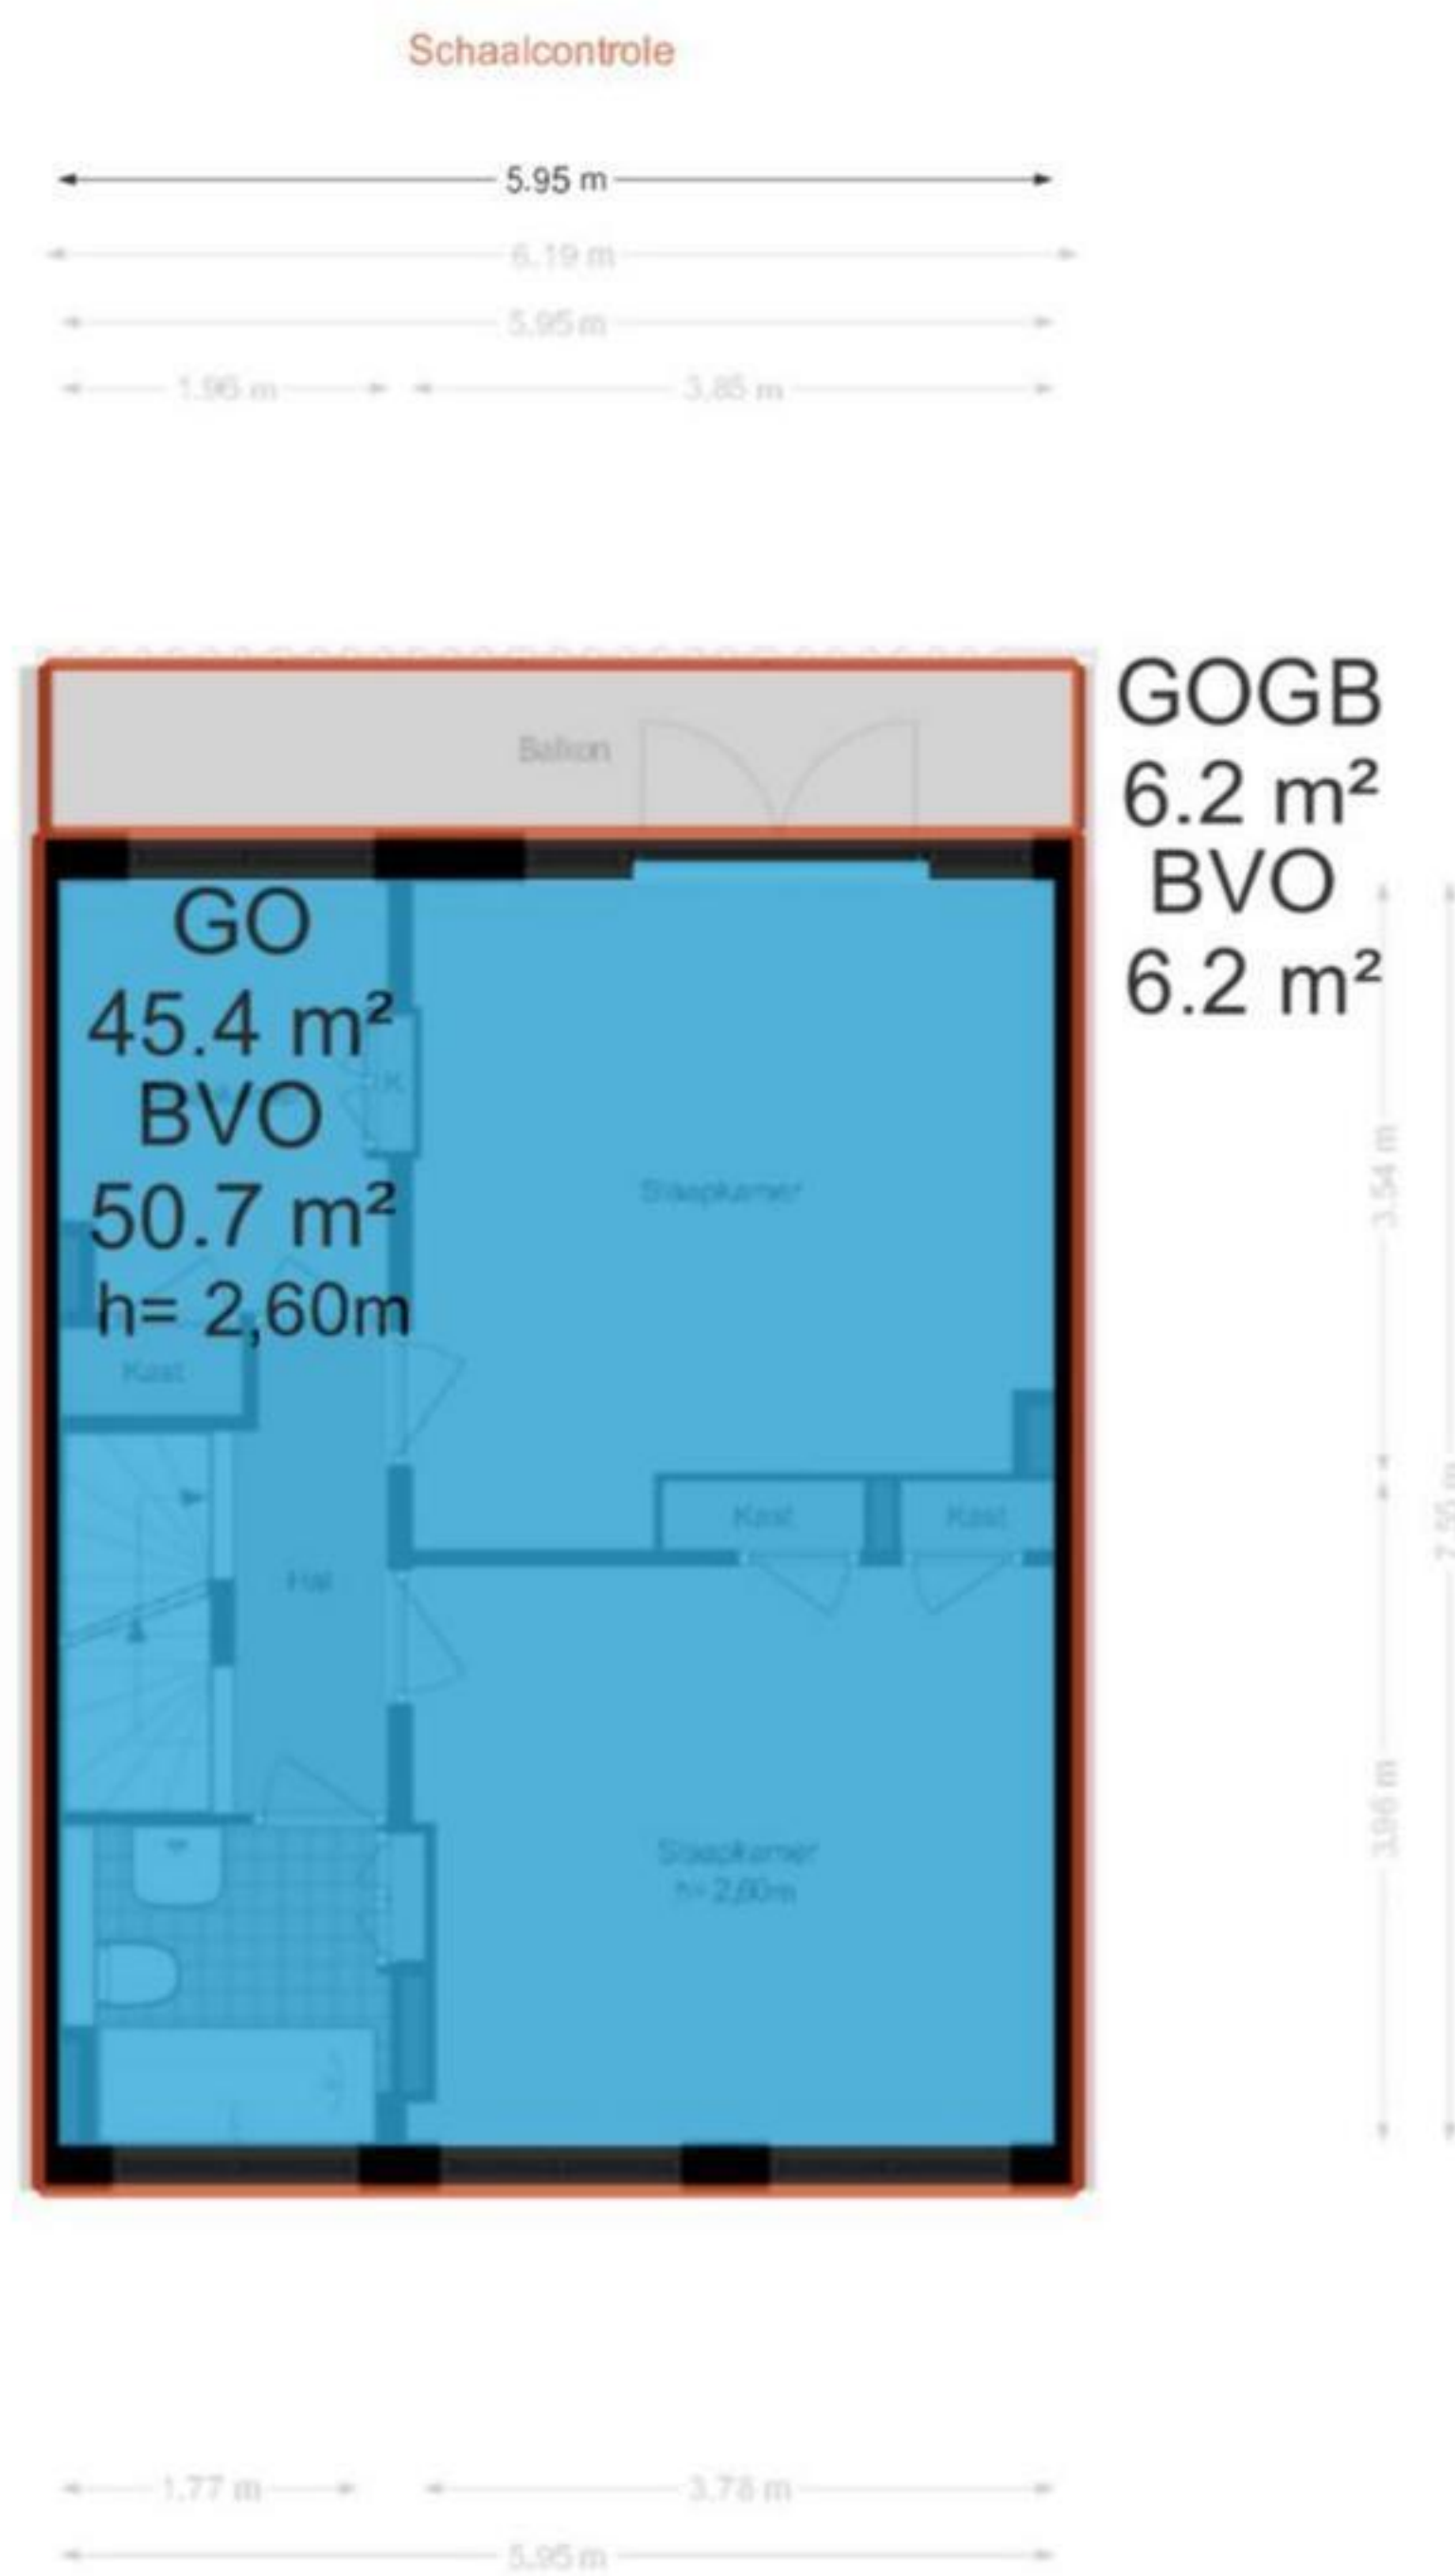 Schaalcontrole
5.95 m
6.19 m
5.95 m
1.96 m
3.85 m
GOGB
6.2 m²
BVO
6.2 m²
Balkon
GO
45.4 m²
BVO
50.7 m²
h= 2,60m
K
Slaapkamer
Kast
Kast
Kast
Hal
3.54 m
3.96 m
Slaapkamer
h= 2,60m
1.77 m
3.78 m
5.95 m